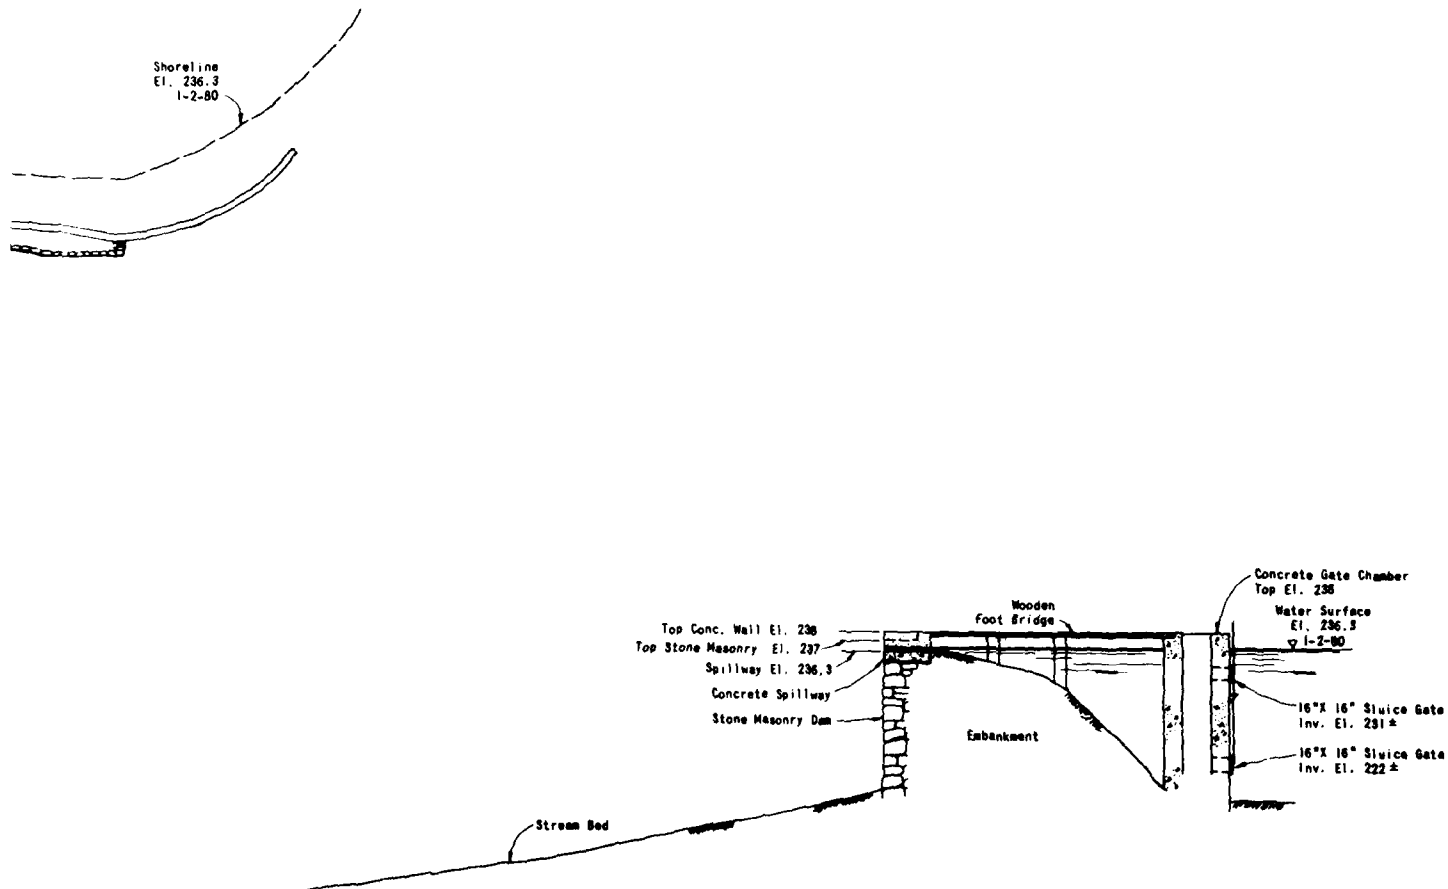 Shoreline
El. 236.3
1-2-80
Concrete Gate Chamber
Top El. 238
Wooden
Foot Bridge
Water Surface
El. 236.3
1-2-80
Top Conc. Wall El. 238
Top Stone Masonry El. 237
Spillway El. 236.3
Concrete Spillway
Stone Masonry Dam
Embankment
16"X 16" Sluice Gate
Inv. El. 231 ±
16"X 16" Sluice Gate
Inv. El. 222 ±
Stream Bed